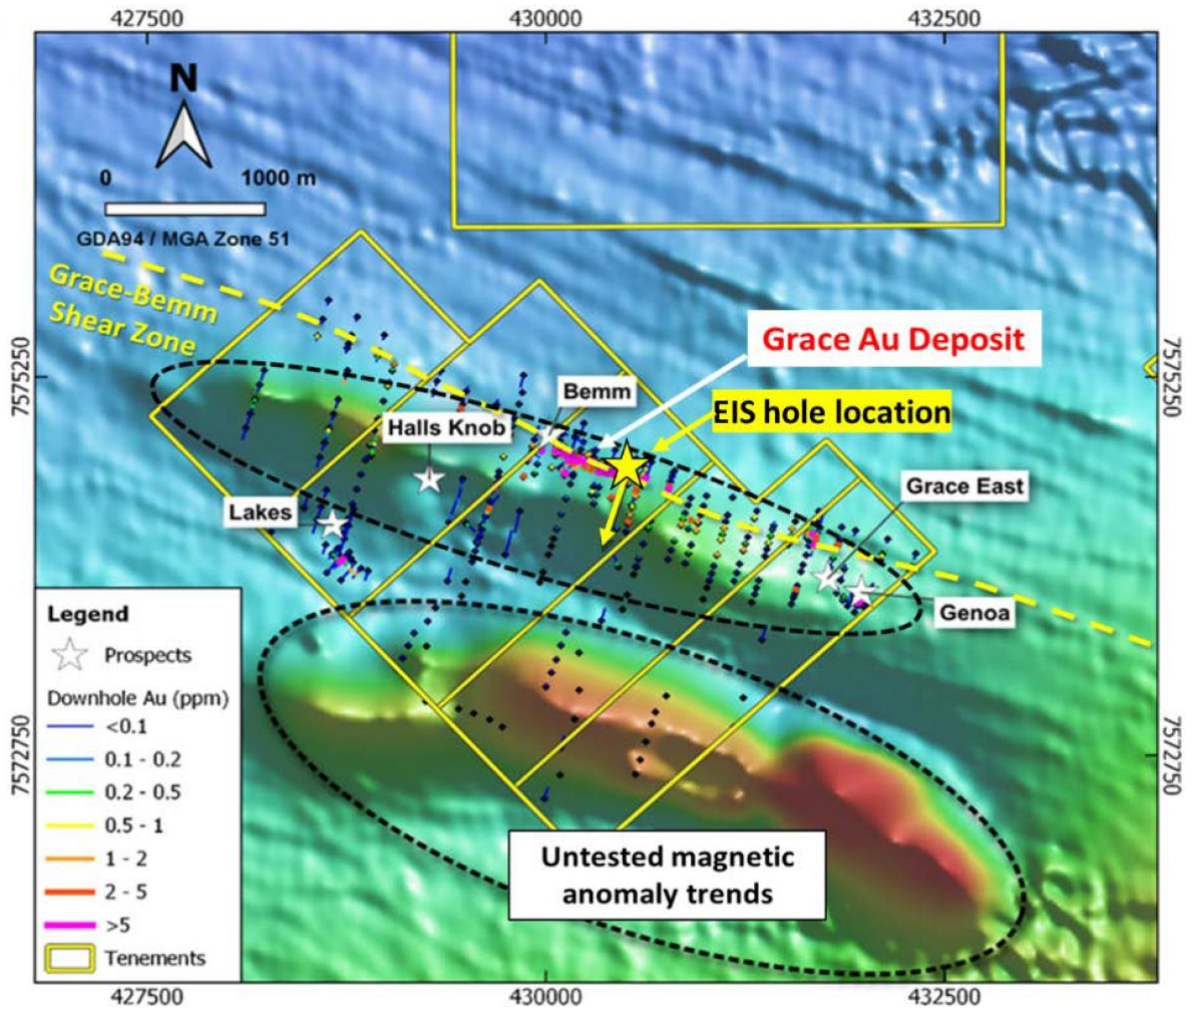 427500
430000
432500
N
0
1000 m
GDA94 / MGA Zone 51
Grace-Bemm
Shear Zone
7575250
7575250
Grace Au Deposit
Bemm
EIS hole location
Halls Knob
Grace East
Lakes
Genoa
Legend
Prospects
Downhole Au (ppm)
<0.1
0.1 - 0.2
0.2 - 0.5
0.5 - 1
1 - 2
2 - 5
>5
Tenements
7572750
7572750
Untested magnetic
anomaly trends
427500
430000
432500